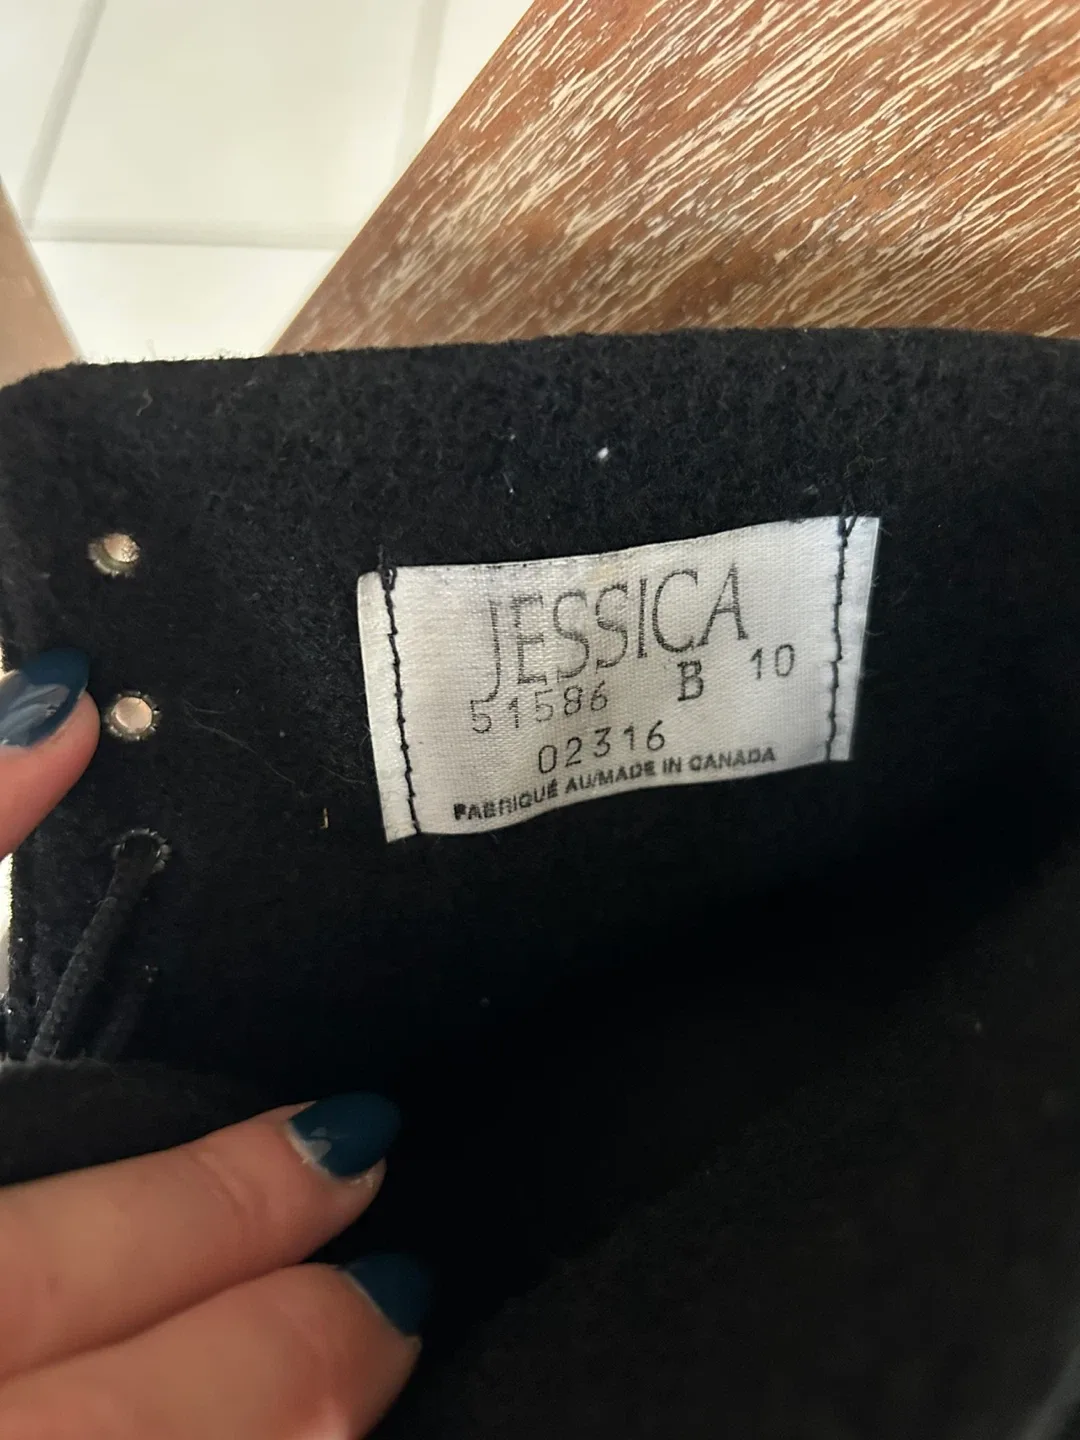 JESSICA
51586 B 10
02316
FABRIQUÉ AU/MADE IN CANADA